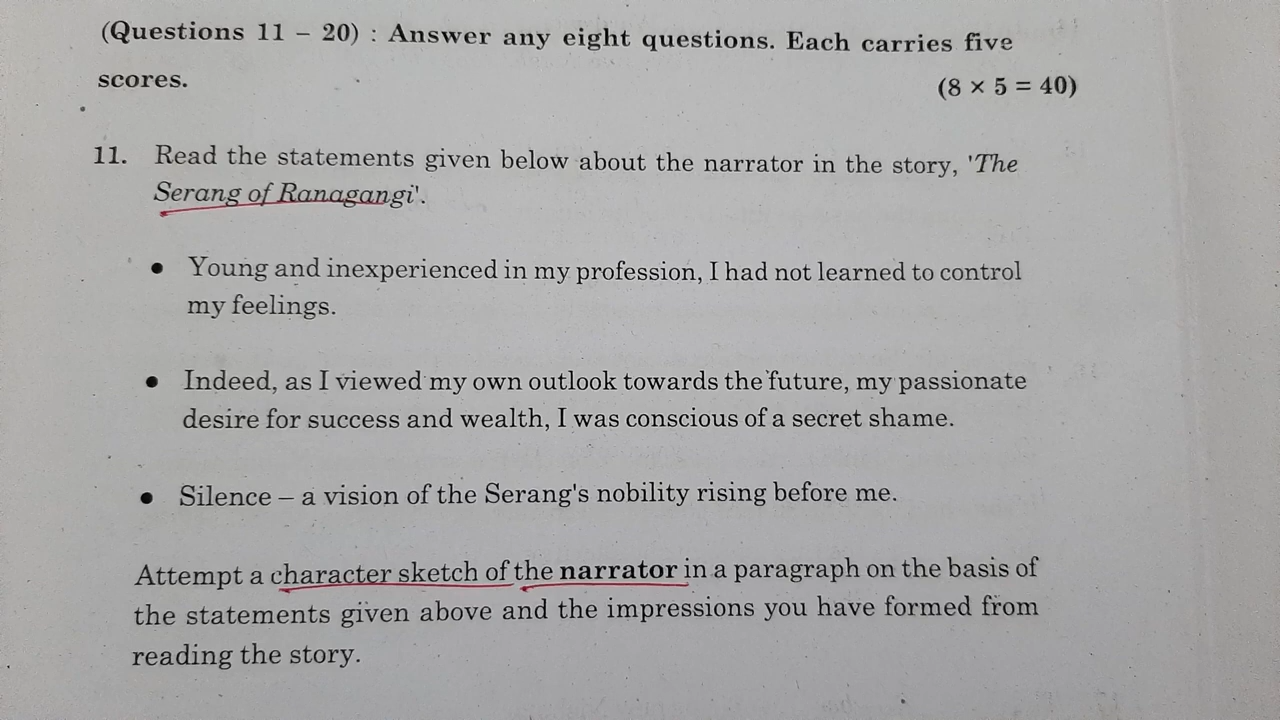 (Questions 11 – 20) : Answer any eight questions. Each carries five
scores. (8 × 5 = 40)
11. Read the statements given below about the narrator in the story, 'The
Serang of Ranagangi'.
• Young and inexperienced in my profession, I had not learned to control
my feelings.
• Indeed, as I viewed my own outlook towards the future, my passionate
desire for success and wealth, I was conscious of a secret shame.
• Silence – a vision of the Serang's nobility rising before me.
Attempt a character sketch of the narrator in a paragraph on the basis of
the statements given above and the impressions you have formed from
reading the story.